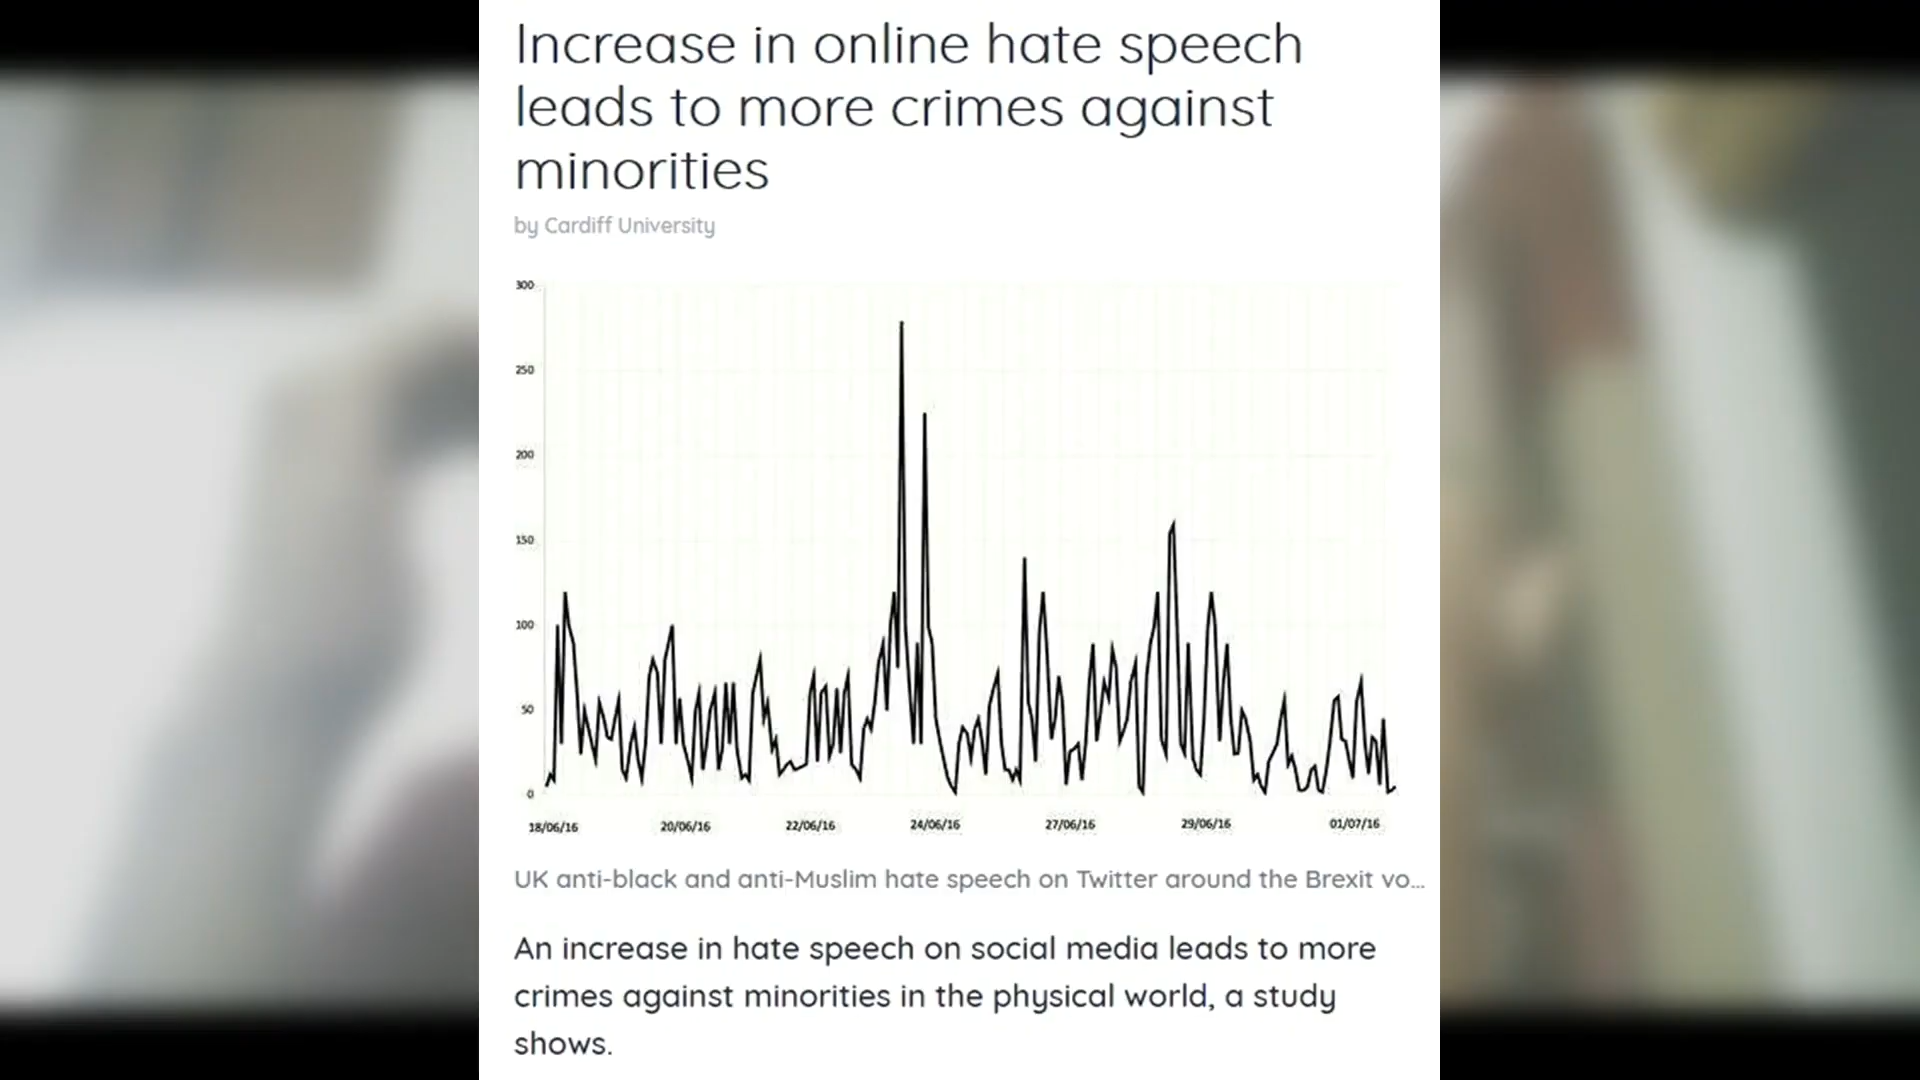 Increase in online hate speech
leads to more crimes against
minorities
by Cardiff University
300
250
200
150
100
50
0
18/06/16 20/06/16 22/06/16 24/06/16 27/06/16 29/06/16 01/07/16
UK anti-black and anti-Muslim hate speech on Twitter around the Brexit vo...
An increase in hate speech on social media leads to more
crimes against minorities in the physical world, a study
shows.